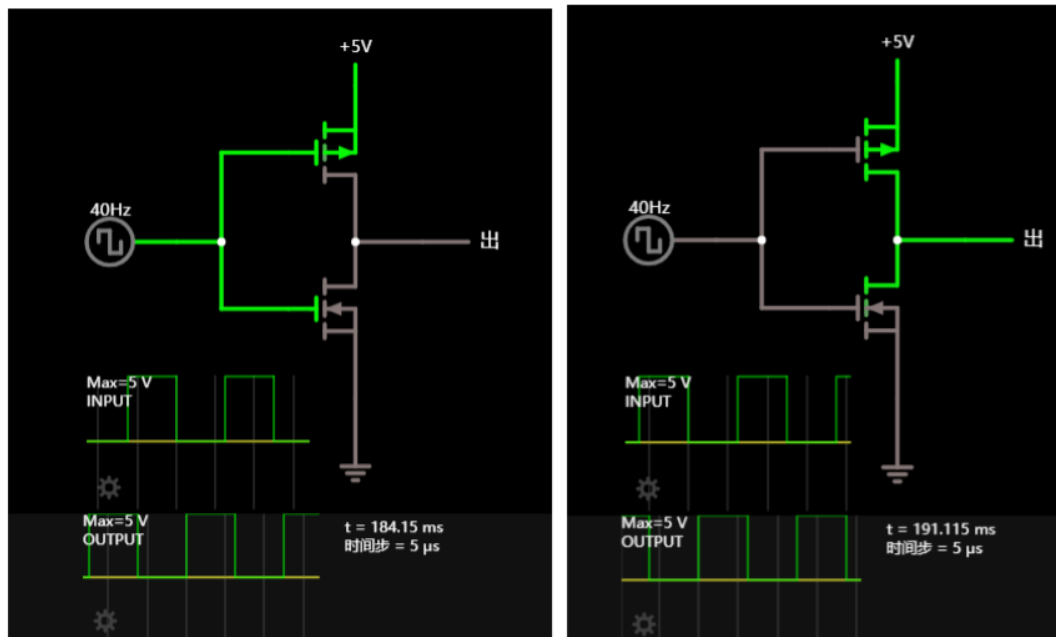 +5V
40Hz
出
Max=5 V
INPUT
Max=5 V
OUTPUT
t = 184.15 ms
时间步 = 5 µs
+5V
40Hz
出
Max=5 V
INPUT
Max=5 V
OUTPUT
t = 191.115 ms
时间步 = 5 µs